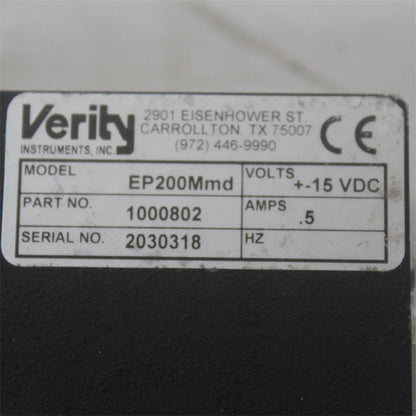 Verity
INSTRUMENTS, INC.
2901 EISENHOWER ST.
CARROLLTON, TX 75007
(972) 446-9990
CE
MODEL EP200Mmd VOLTS +-15 VDC
PART NO. 1000802 AMPS .5
SERIAL NO. 2030318 HZ